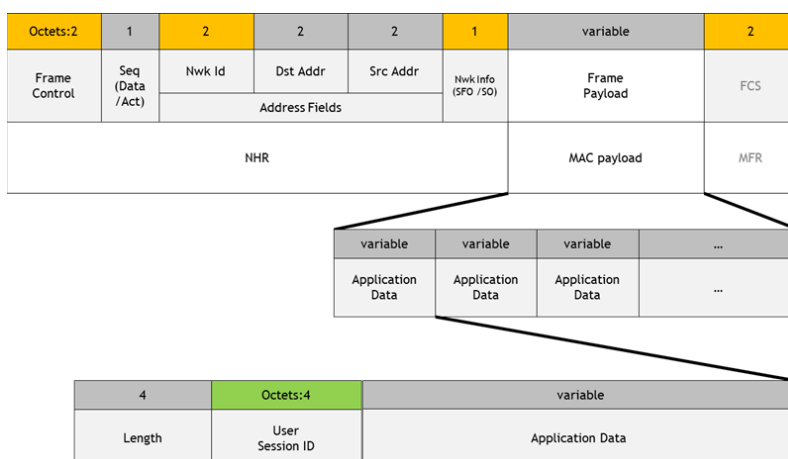 Octets:2 1 2 2 2 1 variable 2
Frame
Control
Seq
(Data
/Act)
Nwk Id Dst Addr Src Addr
Address Fields
Nwk Info
(SFO /SO)
Frame
Payload
FCS
NHR MAC payload MFR
variable variable variable ...
Application
Data
Application
Data
Application
Data
...
4 Octets:4 variable
Length
User
Session ID
Application Data